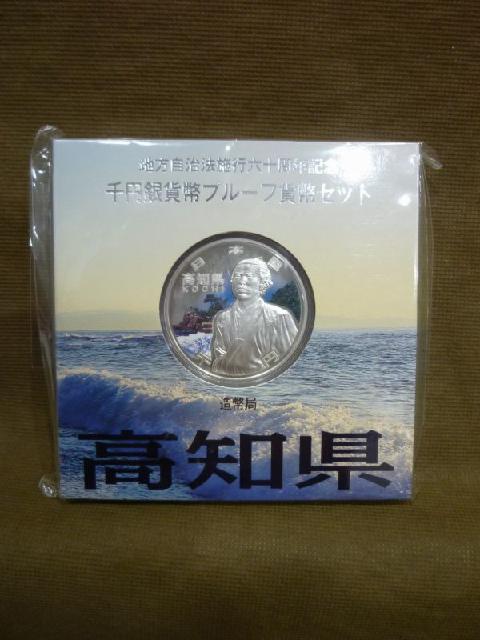 地方自治法施行六十周年記
千円銀貨幣プルーフ貨幣セット
日本国
高知県
KOCHI
千円
造幣局
高知県